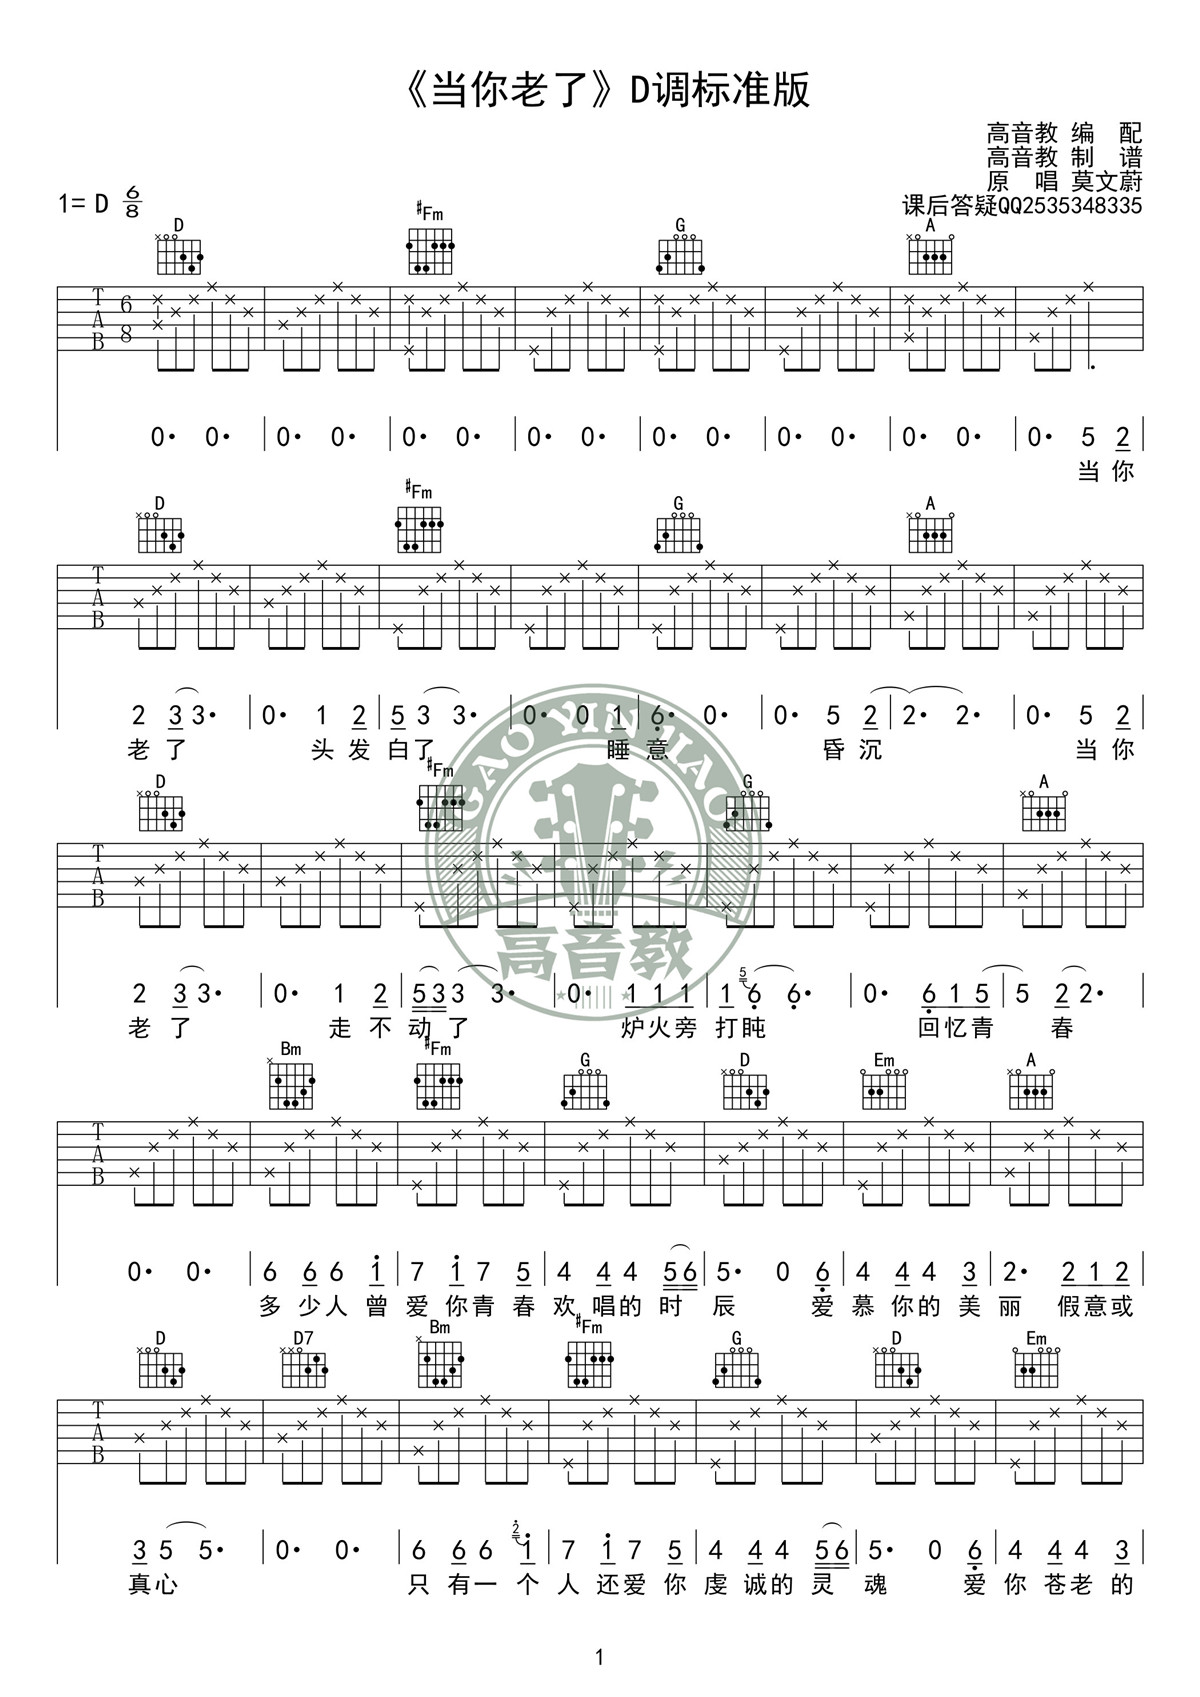 《当你老了》D调标准版
高音教 编 配
高音教 制 谱
原 唱 莫文蔚
1= D 6/8
课后答疑QQ2535348335
D #Fm G A
T A B 6 8
0· 0· | 0· 0· | 0· 0· | 0· 0· | 0· 0· | 0· 0· | 0· 0· | 0· 5 2
当 你
D #Fm G A
T A B
2 3 3· | 0· 1 2 | 5 3 3· | 0· 0 1 | 6· 0· | 0· 5 2 | 2· 2· | 0· 5 2
老 了 头 发 白 了 睡 意 昏 沉 当 你
GAO YIN JIAO
D #Fm G A
T A B
高音教
2 3 3· | 0· 1 2 | 5 3 3 3· | 0· 1 1 1 | 1 5 6 6· | 0· 6 1 5 | 5 2 2·
老 了 走 不 动 了 炉 火 旁 打 盹 回 忆 青 春
Bm #Fm G D Em A
T A B
0· 0· | 6 6 6 1 | 7 1 7 5 | 4 4 4 5 6 | 5· 0 6 | 4 4 4 3 | 2· 2 1 2
多 少 人 曾 爱 你 青 春 欢 唱 的 时 辰 爱 慕 你 的 美 丽 假 意 或
D D7 Bm #Fm G D Em
T A B
3 5 5· | 0· 0· | 6 6 6 2 1 | 7 1 7 5 | 4 4 4 5 6 | 5· 0 6 | 4 4 4 3
真 心 只 有 一 个 人 还 爱 你 虔 诚 的 灵 魂 爱 你 苍 老 的
1